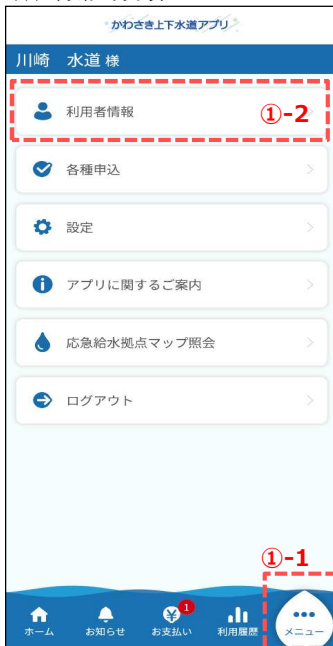 かわさき上下水道アプリ
川崎　水道 様
利用者情報
①-2
各種申込
設定
アプリに関するご案内
応急給水拠点マップ照会
ログアウト
①-1
1
ホーム お知らせ お支払い 利用履歴 メニュー